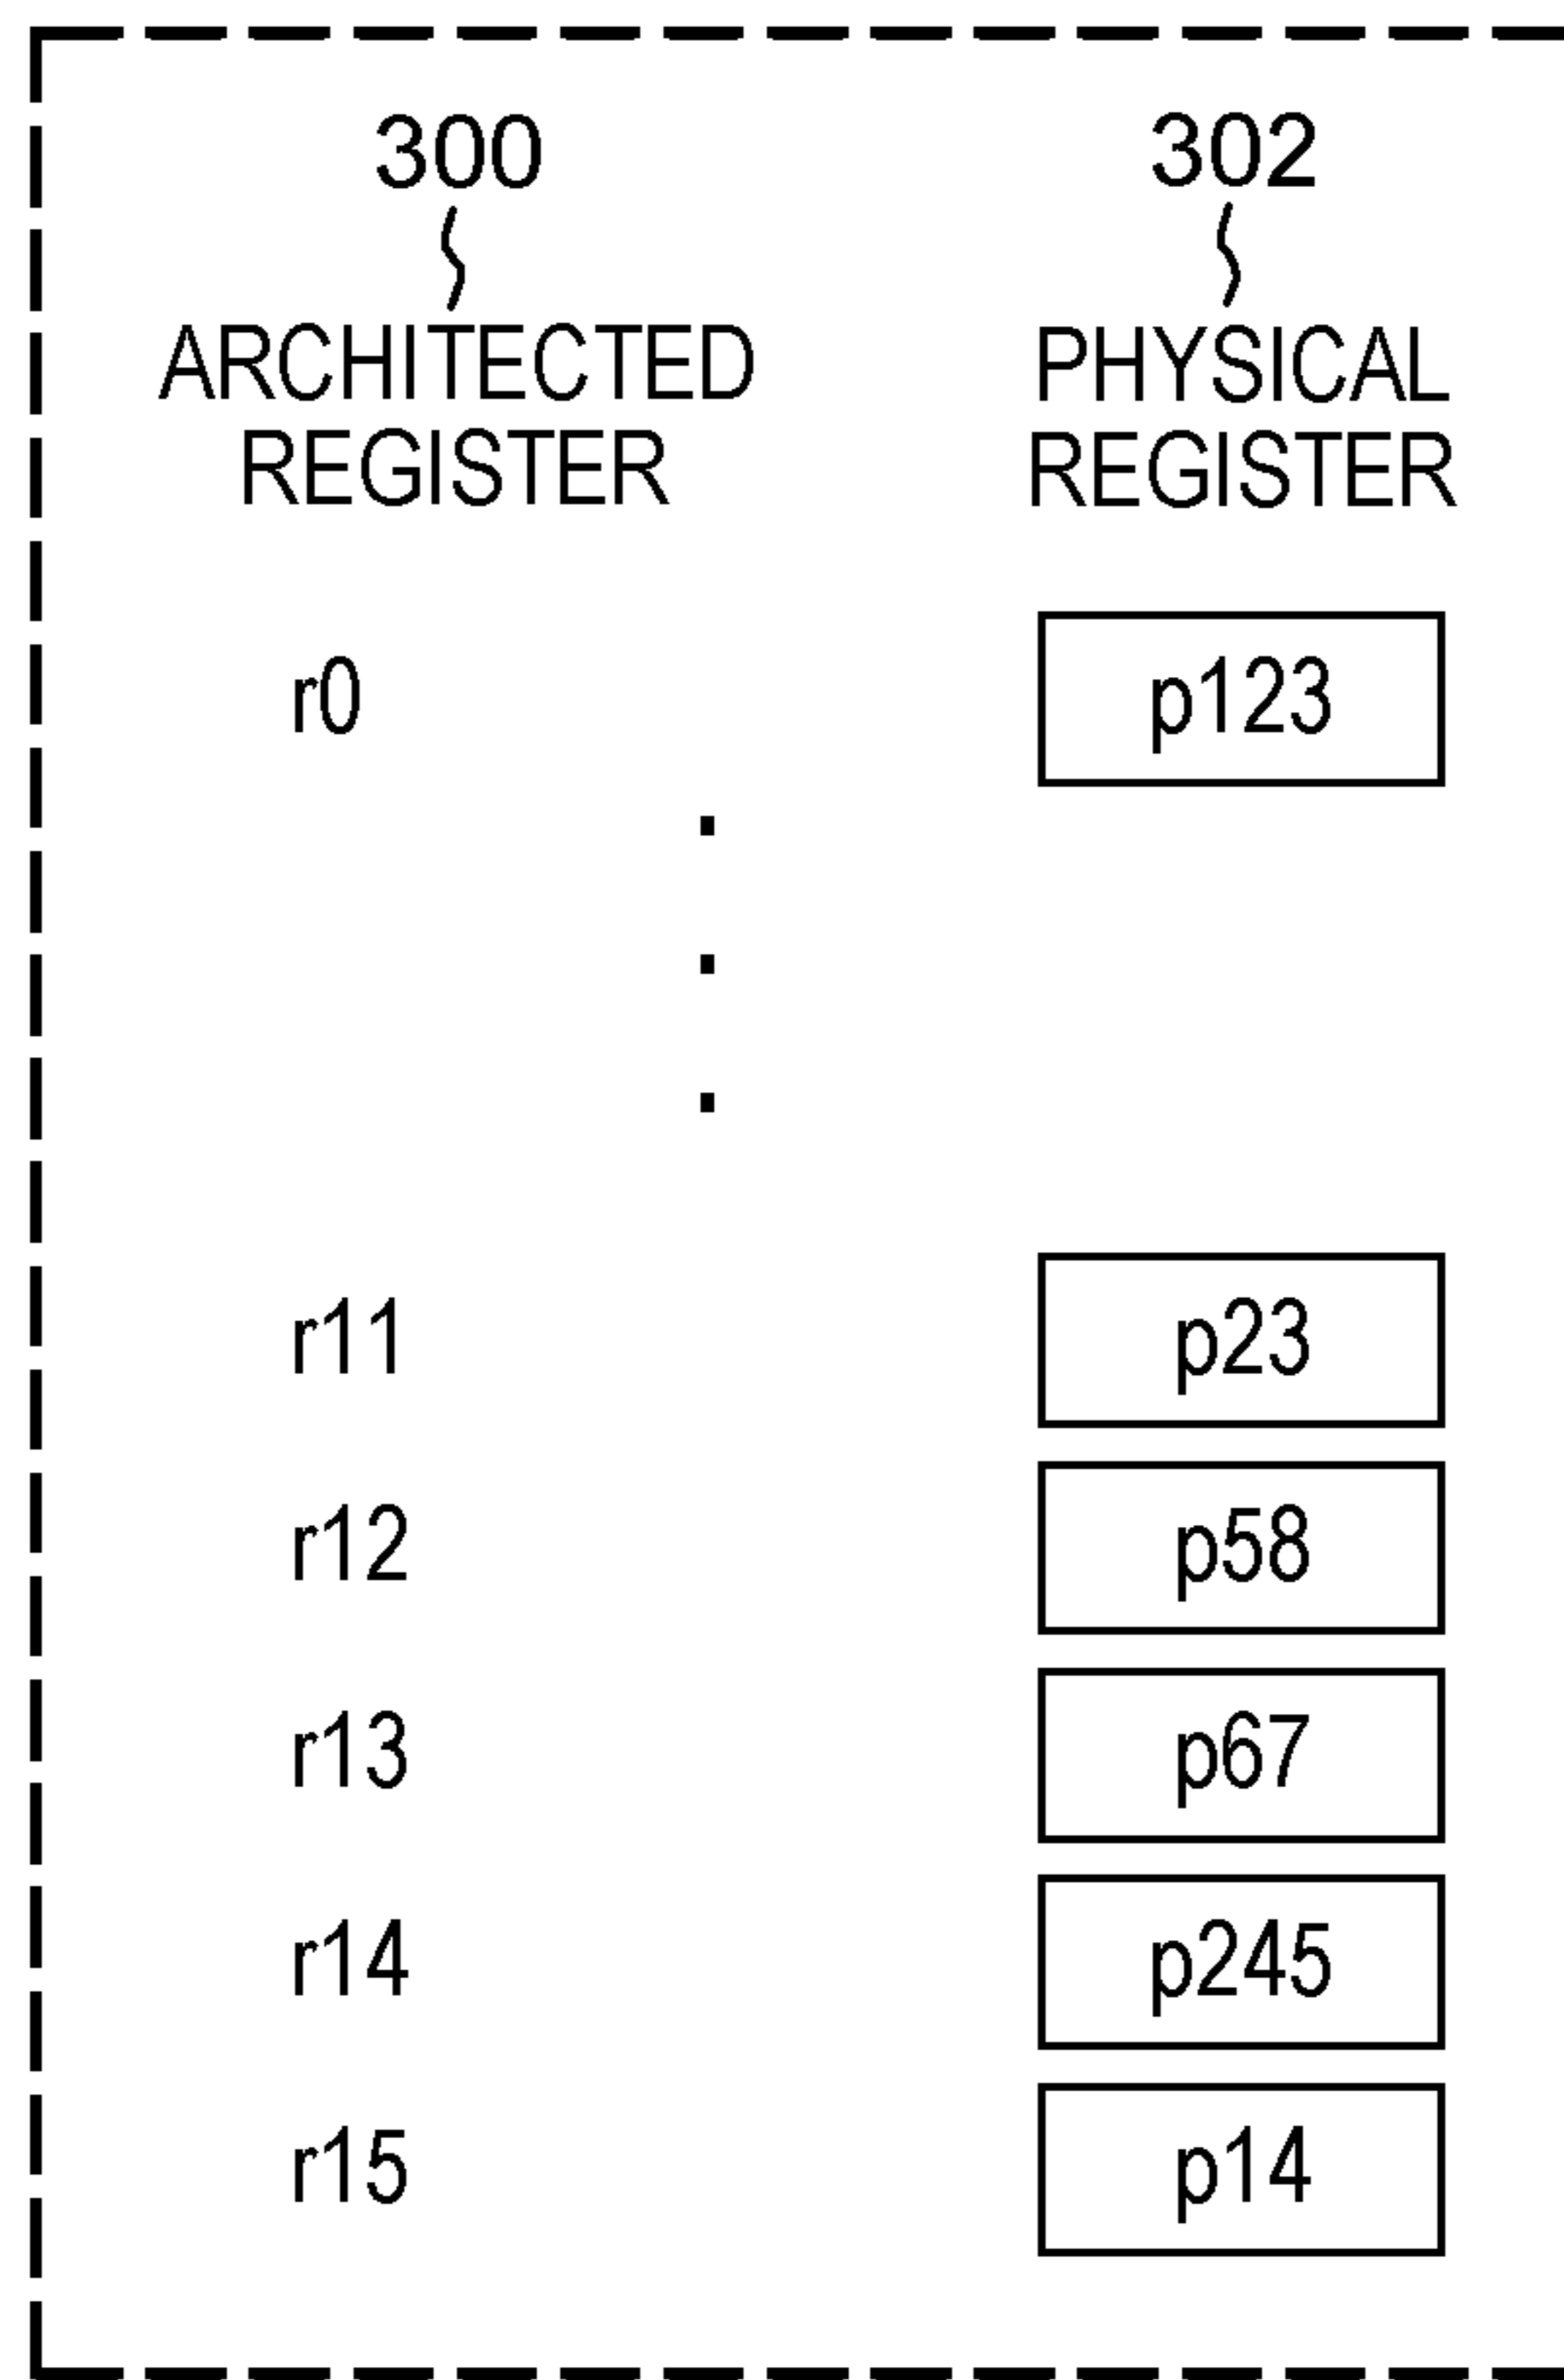 300 302
ARCHITECTED PHYSICAL
REGISTER REGISTER
r0 p123
.
.
.
r11 p23
r12 p58
r13 p67
r14 p245
r15 p14